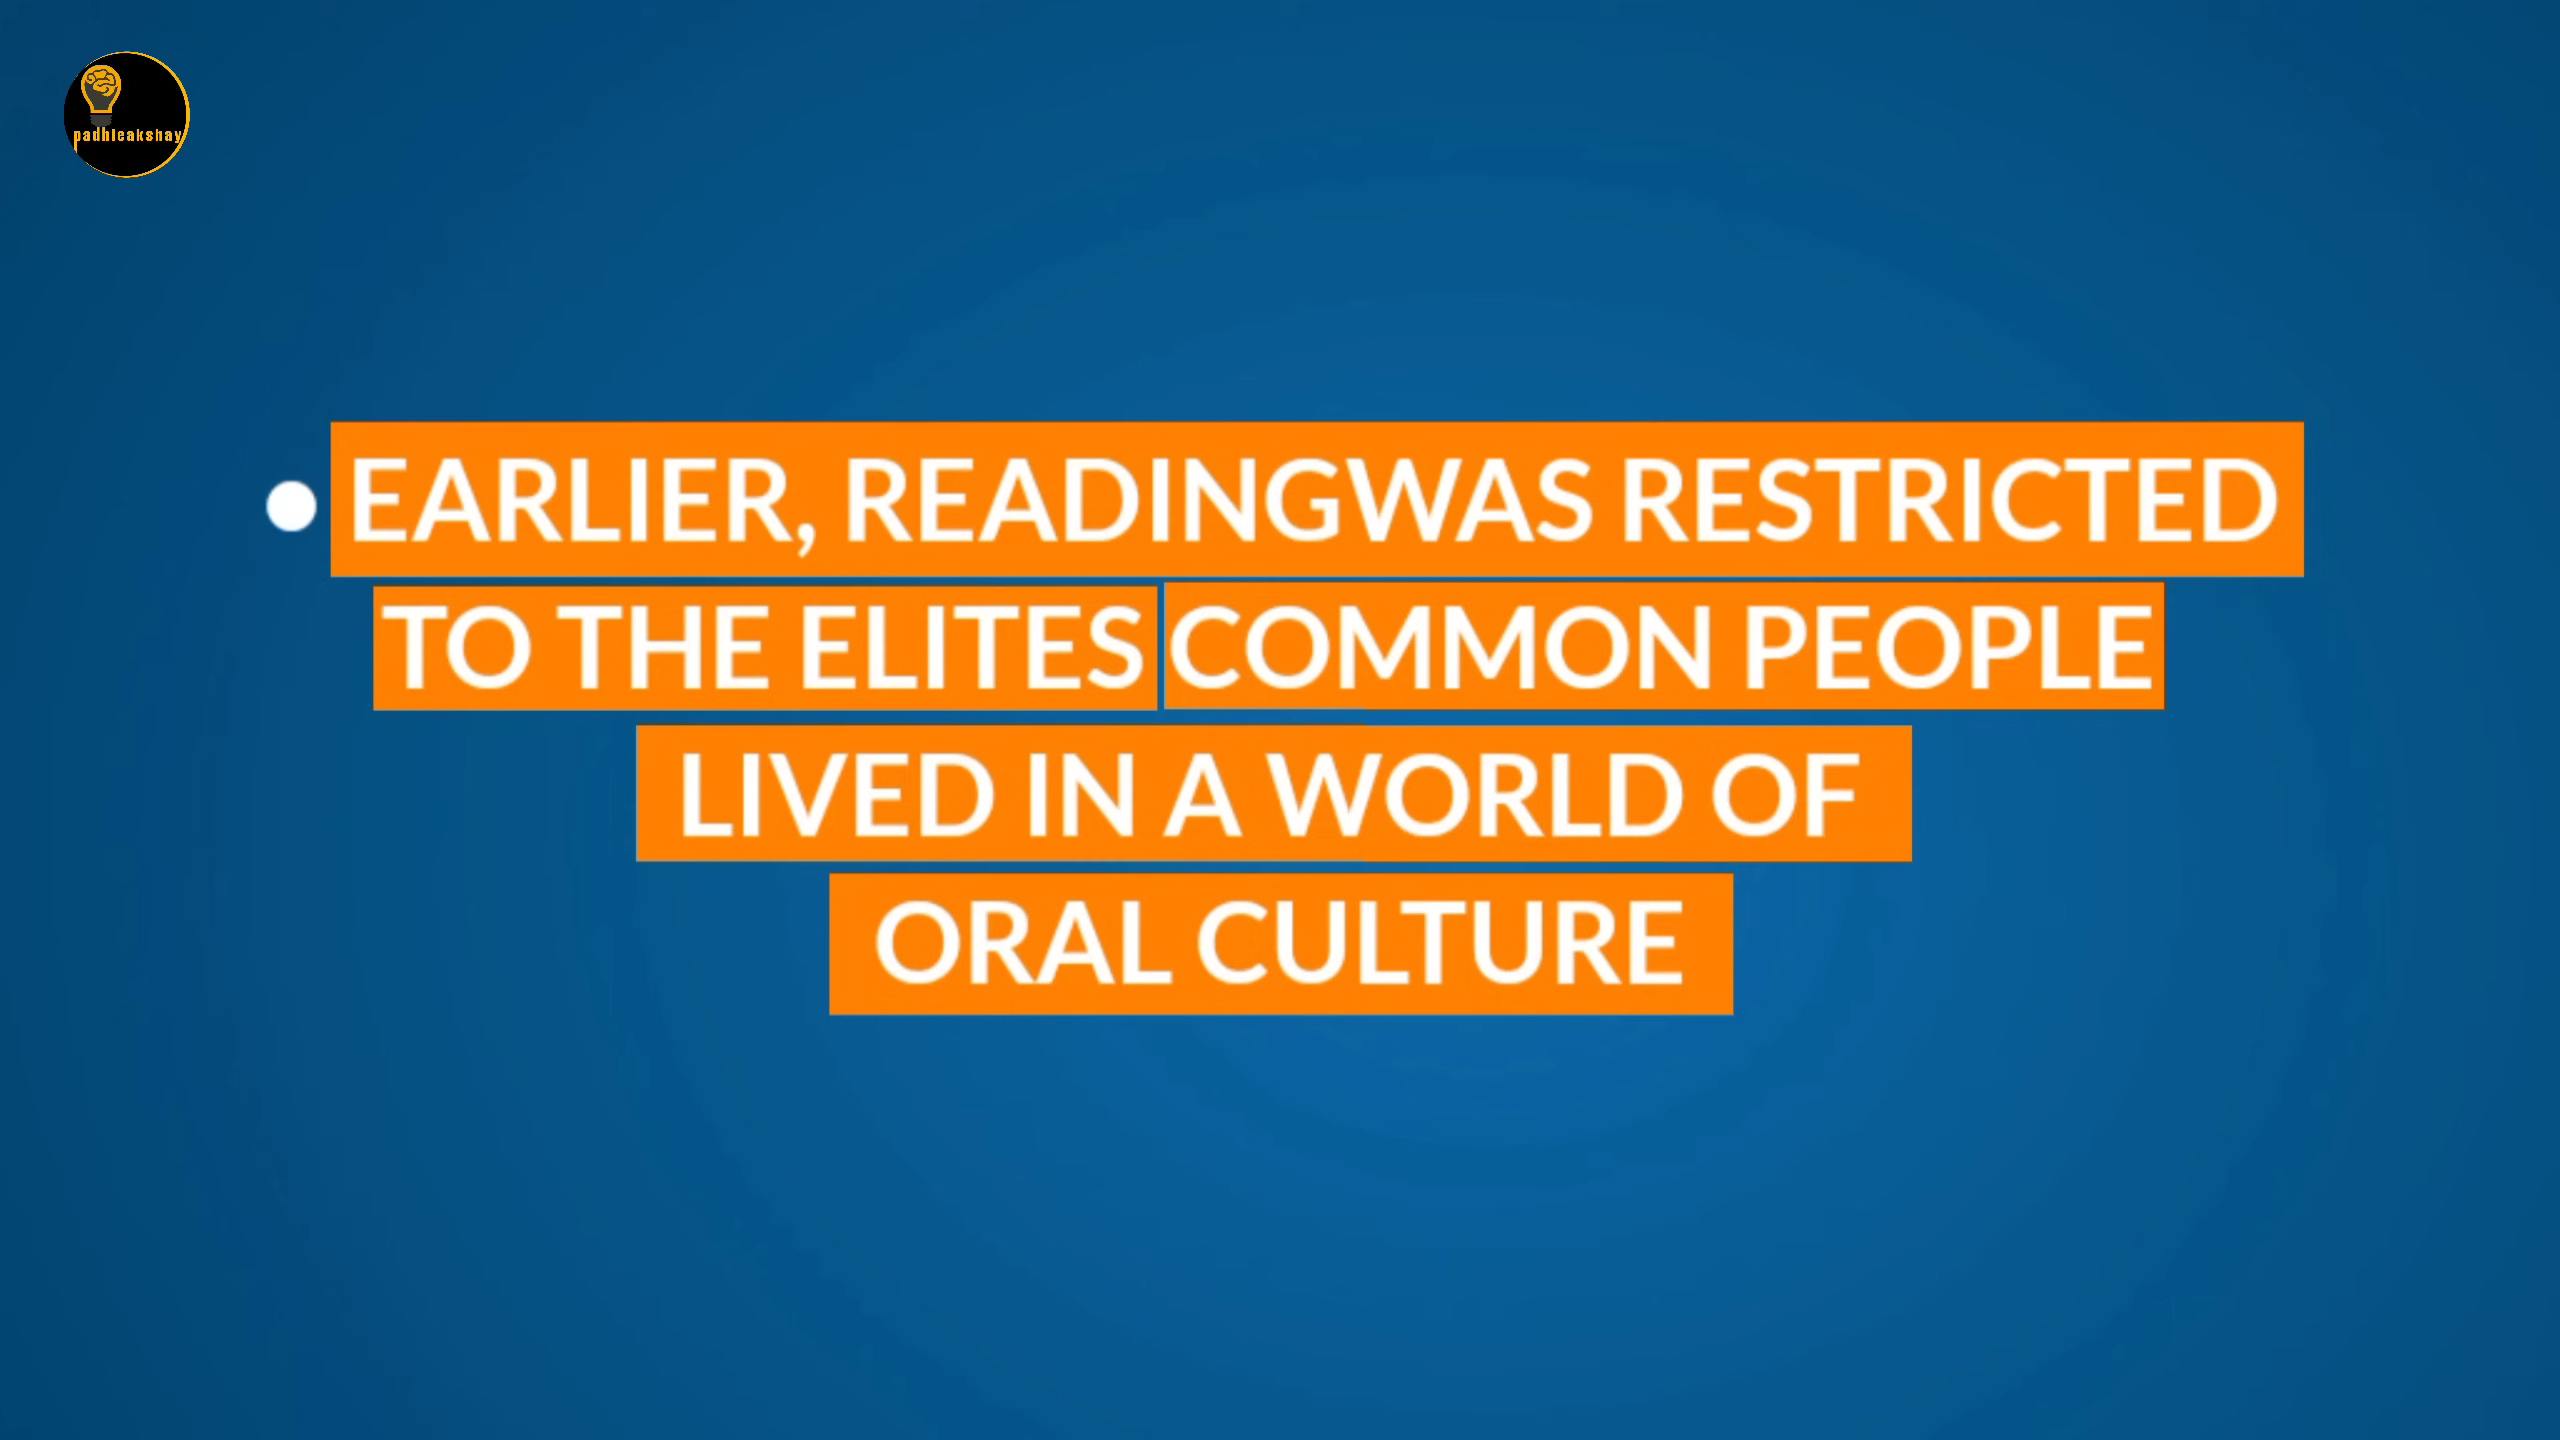 padhleakshay
• EARLIER, READINGWAS RESTRICTED
TO THE ELITES COMMON PEOPLE
LIVED IN A WORLD OF
ORAL CULTURE